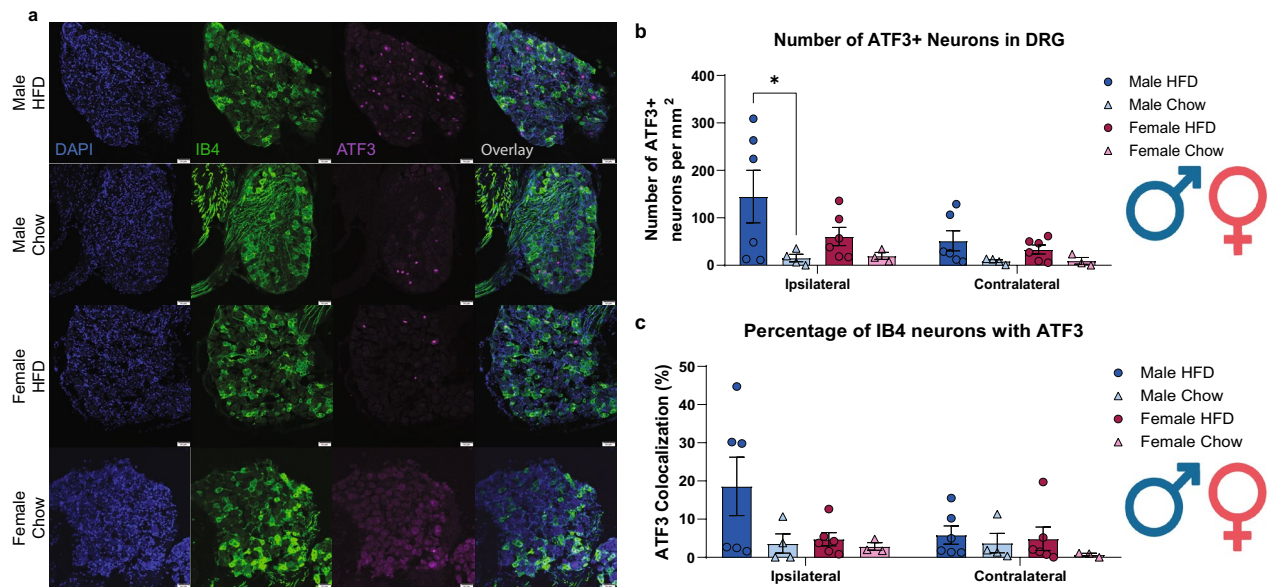 a
Male
HFD
DAPI
IB4
ATF3
Overlay
Male
Chow
Female
HFD
Female
Chow
b
Number of ATF3+ Neurons in DRG
Number of ATF3+
neurons per mm²
400
300
200
100
0
*
Ipsilateral
Contralateral
Male HFD
Male Chow
Female HFD
Female Chow
c
Percentage of IB4 neurons with ATF3
ATF3 Colocalization (%)
50
40
30
20
10
0
Ipsilateral
Contralateral
Male HFD
Male Chow
Female HFD
Female Chow